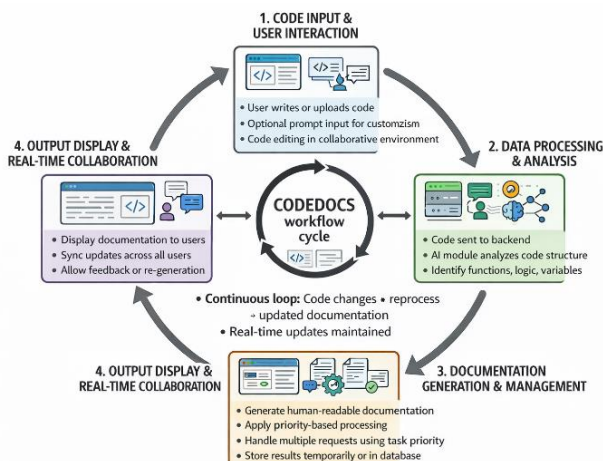 1. CODE INPUT &
USER INTERACTION
</>
</>
• User writes or uploads code
• Optional prompt input for customzism
• Code editing in collaborative environment
4. OUTPUT DISPLAY &
REAL-TIME COLLABORATION
</>
• Display documentation to users
• Sync updates across all users
• Allow feedback or re-generation
CODEDOCS
workflow
cycle
</>
2. DATA PROCESSING
& ANALYSIS
• Code sent to backend
• AI module analyzes code structure
• Identify functions, logic, variables
• Continuous loop: Code changes • reprocess
→ updated documentation
• Real-time updates maintained
4. OUTPUT DISPLAY &
REAL-TIME COLLABORATION
3. DOCUMENTATION
GENERATION & MANAGEMENT
• Generate human-readable documentation
• Apply priority-based processing
• Handle multiple requests using task priority
• Store results temporarily or in database